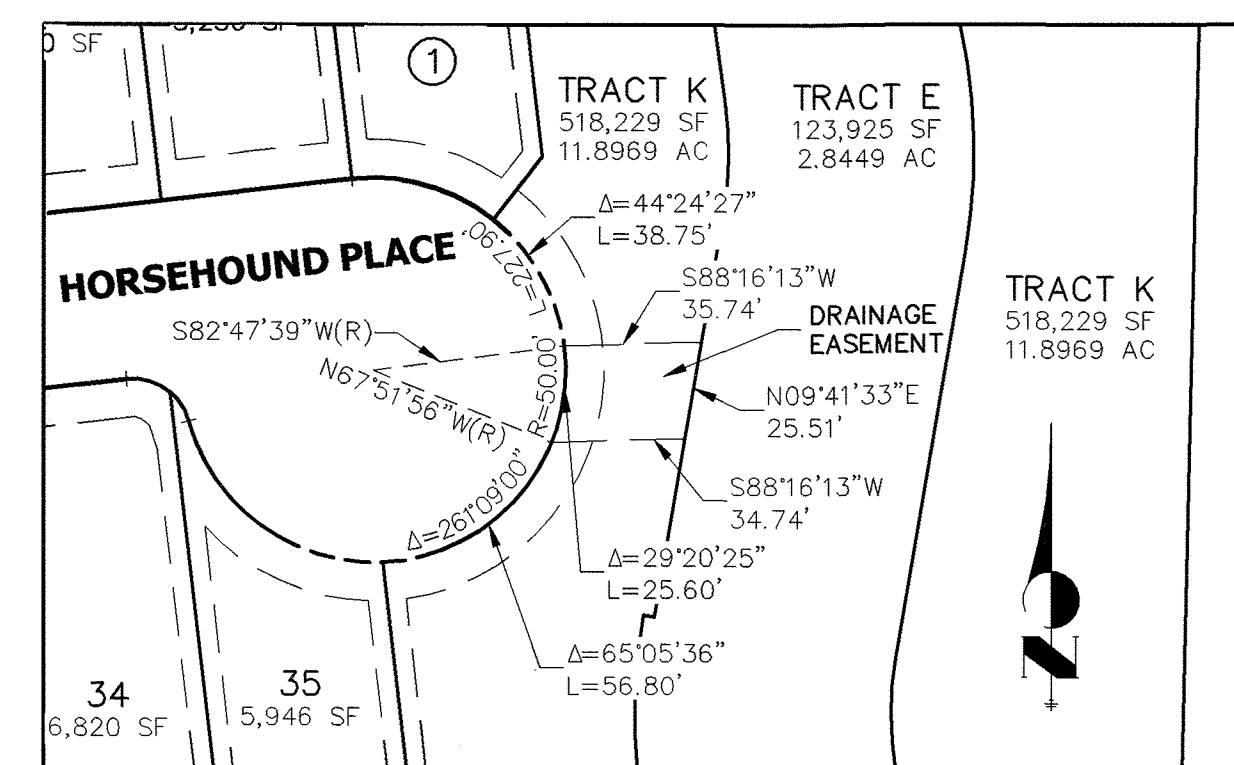 SF
1
TRACT K
518,229 SF
11.8969 AC
TRACT E
123,925 SF
2.8449 AC
Δ=44°24'27"
L=38.75'
HORSEHOUND PLACE
L=227.90'
S88°16'13"W
35.74'
TRACT K
518,229 SF
11.8969 AC
DRAINAGE
EASEMENT
S82°47'39"W(R)
N67°51'56"W(R)
R=50.00'
N09°41'33"E
25.51'
Δ=261°09'00"
S88°16'13"W
34.74'
Δ=29°20'25"
L=25.60'
Δ=65°05'36"
L=56.80'
34
6,820 SF
35
5,946 SF
N